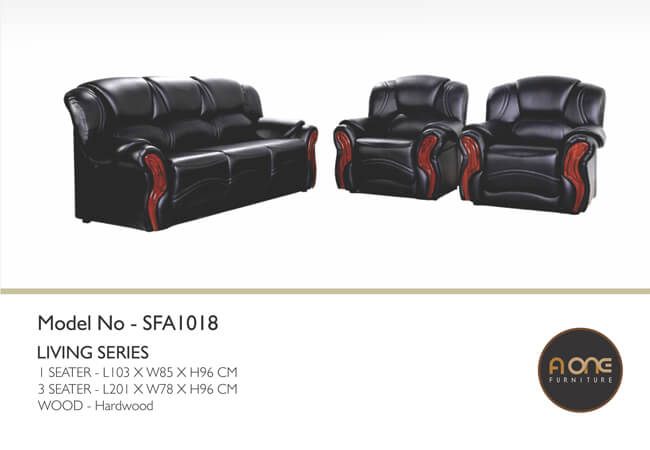 Model No - SFA1018
LIVING SERIES
1 SEATER - L103 X W85 X H96 CM
3 SEATER - L201 X W78 X H96 CM
WOOD - Hardwood
A ONE
FURNITURE